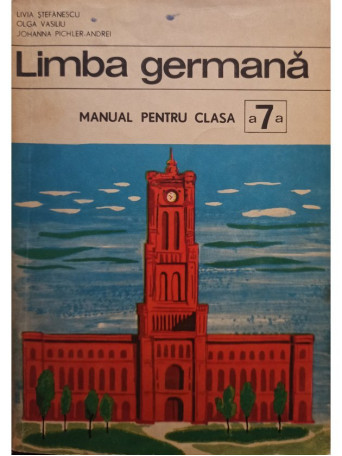 LIVIA ŞTEFĂNESCU
OLGA VASILIU
JOHANNA PICHLER-ANDREI
Limba germană
MANUAL PENTRU CLASA a 7 a